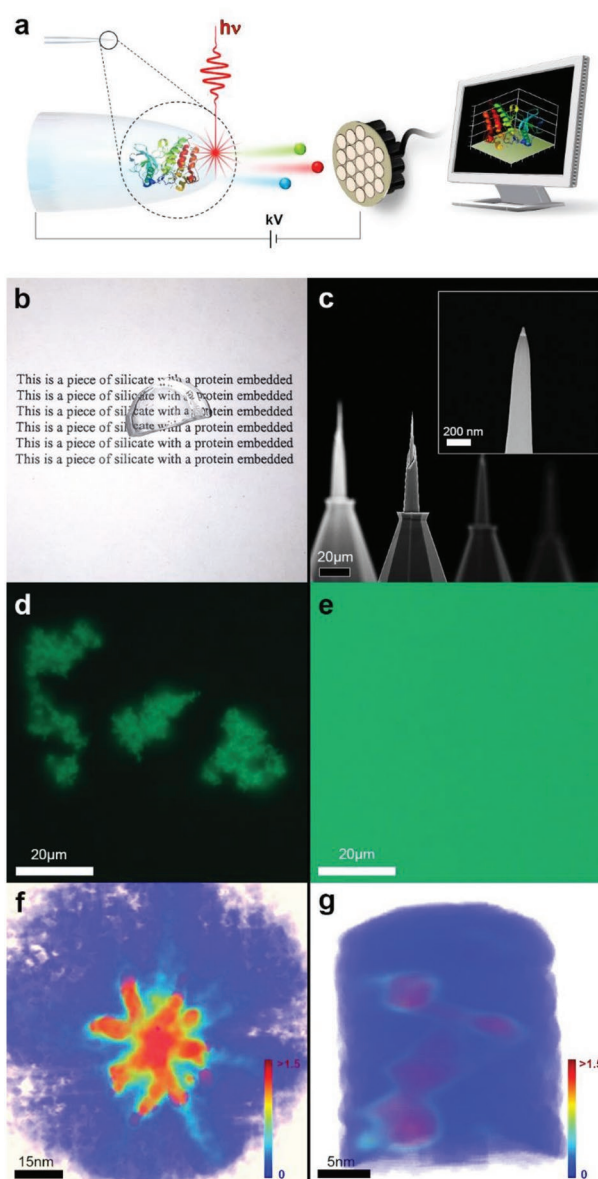 a
hν
kV
b
This is a piece of silicate with a protein embedded
This is a piece of silicate with a protein embedded
This is a piece of silicate with a protein embedded
This is a piece of silicate with a protein embedded
This is a piece of silicate with a protein embedded
This is a piece of silicate with a protein embedded
c
200 nm
20µm
d
20µm
e
20µm
f
>1.5
0
15nm
g
>1.5
0
5nm